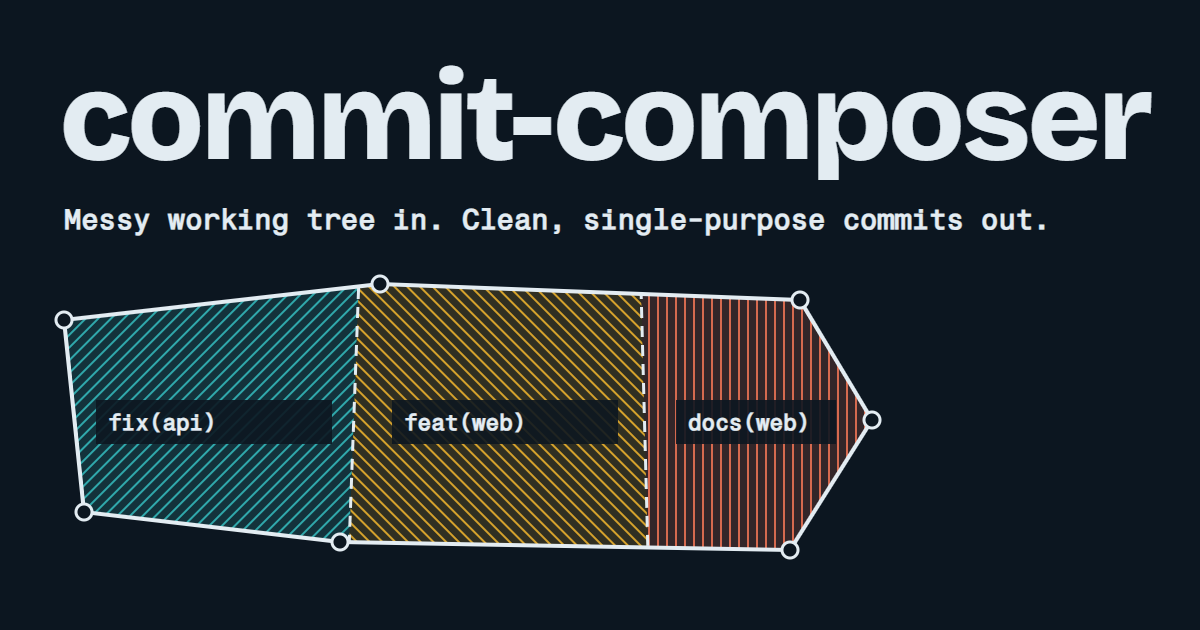 commit-composer
Messy working tree in. Clean, single-purpose commits out.
fix(api)
feat(web)
docs(web)